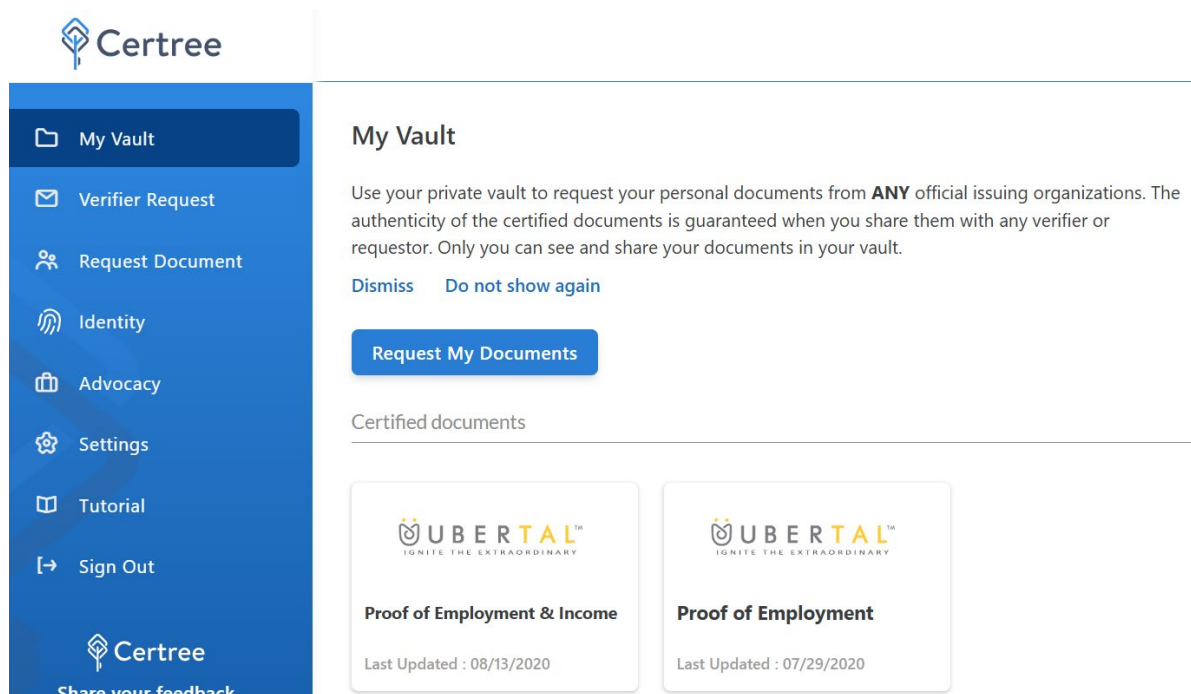 Certree
My Vault
Verifier Request
Request Document
Identity
Advocacy
Settings
Tutorial
Sign Out
Certree
Share your feedback
My Vault
Use your private vault to request your personal documents from ANY official issuing organizations. The
authenticity of the certified documents is guaranteed when you share them with any verifier or
requestor. Only you can see and share your documents in your vault.
Dismiss Do not show again
Request My Documents
Certified documents
UBERTAL™
IGNITE THE EXTRAORDINARY
Proof of Employment & Income
Last Updated : 08/13/2020
UBERTAL™
IGNITE THE EXTRAORDINARY
Proof of Employment
Last Updated : 07/29/2020